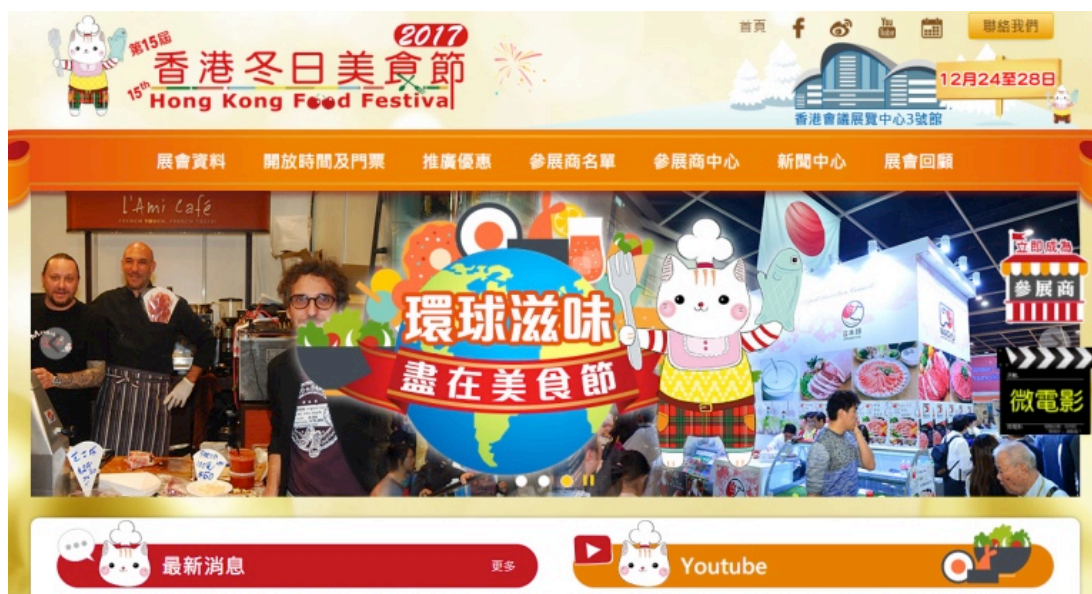 第15屆
2017
香港冬日美食節
15th Hong Kong Food Festival
首頁
You
Tube
聯絡我們
12月24至28日
香港會議展覽中心3號館
展會資料 開放時間及門票 推廣優惠 參展商名單 參展商中心 新聞中心 展會回顧
L'Ami Café
立即成為
參展商
環球滋味
盡在美食節
微電影
最新消息
更多
Youtube